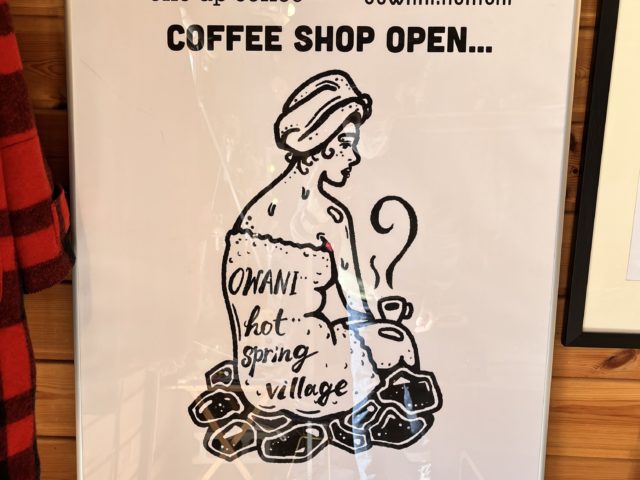 COFFEE SHOP OPEN...
OWANI
hot
spring
village